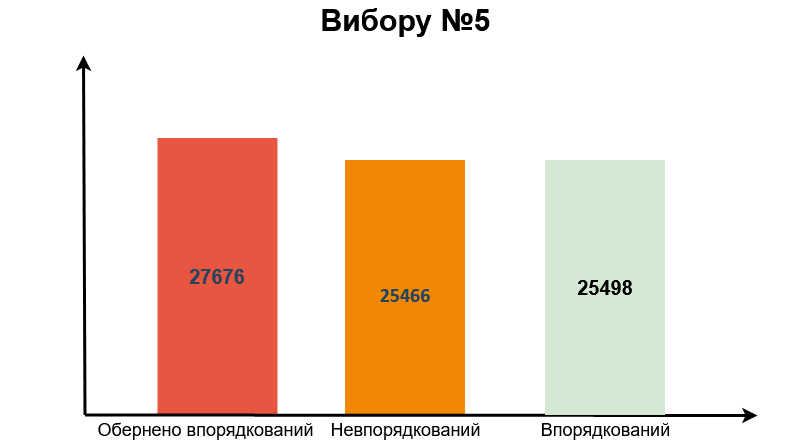 Вибору №5
27676
25466
25498
Обернено впорядкований
Невпорядкований
Впорядкований